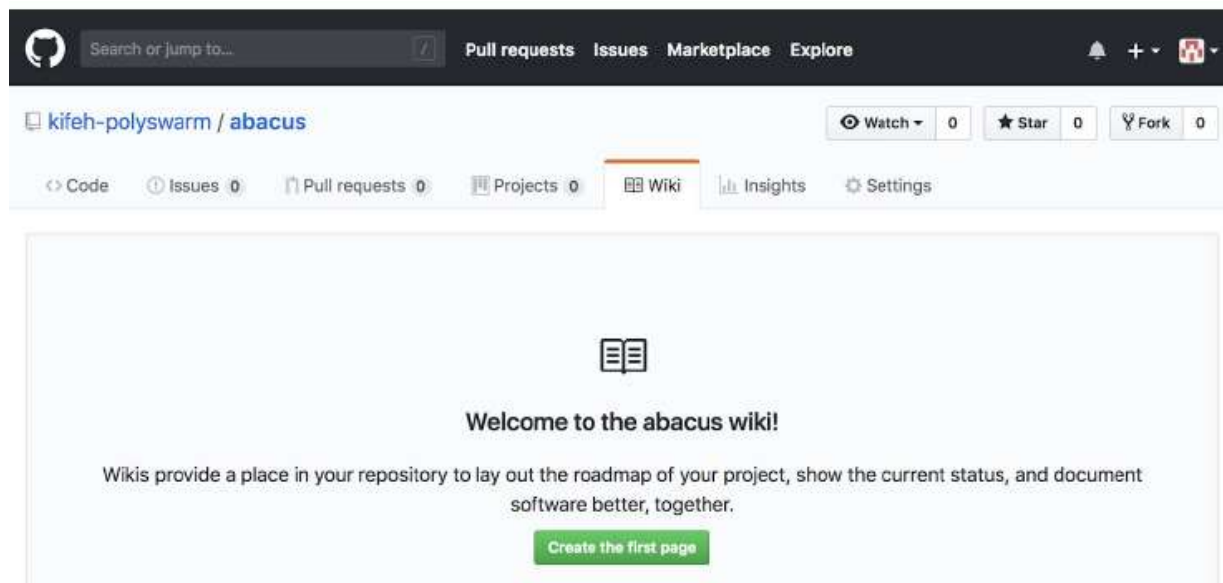 Search or jump to... / Pull requests Issues Marketplace Explore
kifeh-polyswarm / abacus Watch 0 Star 0 Fork 0
Code Issues 0 Pull requests 0 Projects 0 Wiki Insights Settings
Welcome to the abacus wiki!
Wikis provide a place in your repository to lay out the roadmap of your project, show the current status, and document
software better, together.
Create the first page